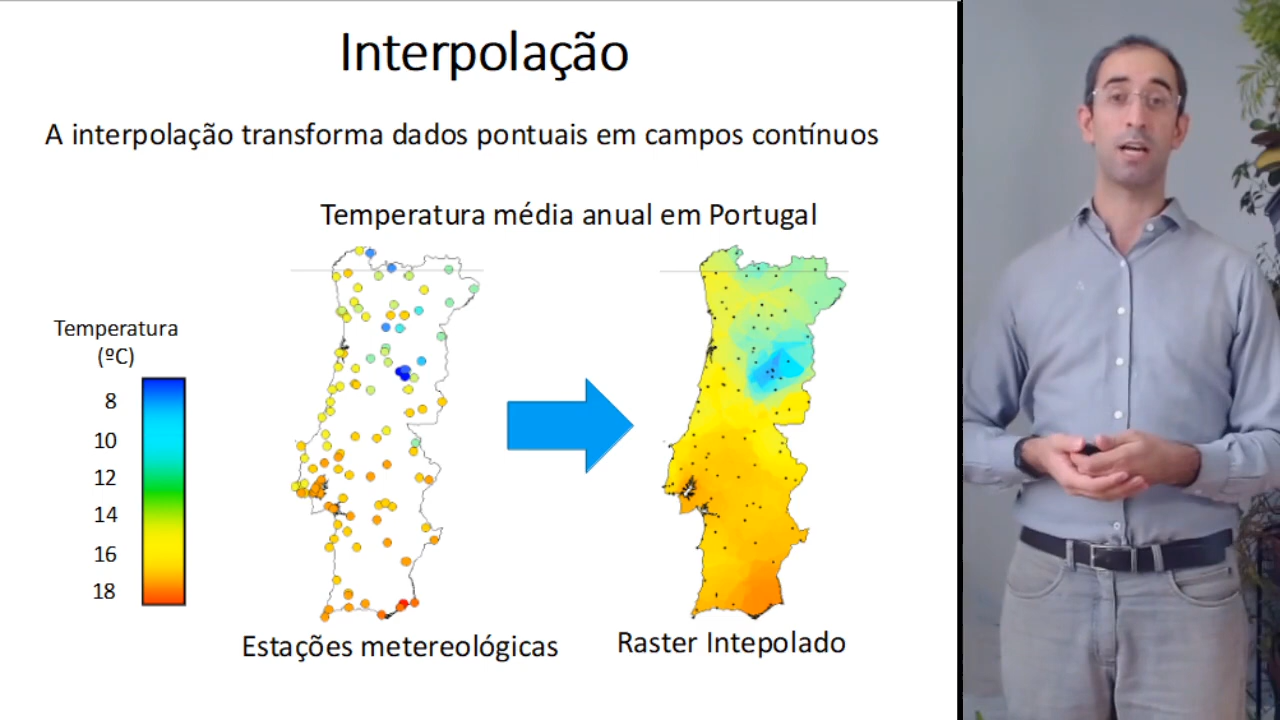 Interpolação
A interpolação transforma dados pontuais em campos contínuos
Temperatura média anual em Portugal
Temperatura
(ºC)
8
10
12
14
16
18
Estações metereológicas
Raster Intepolado